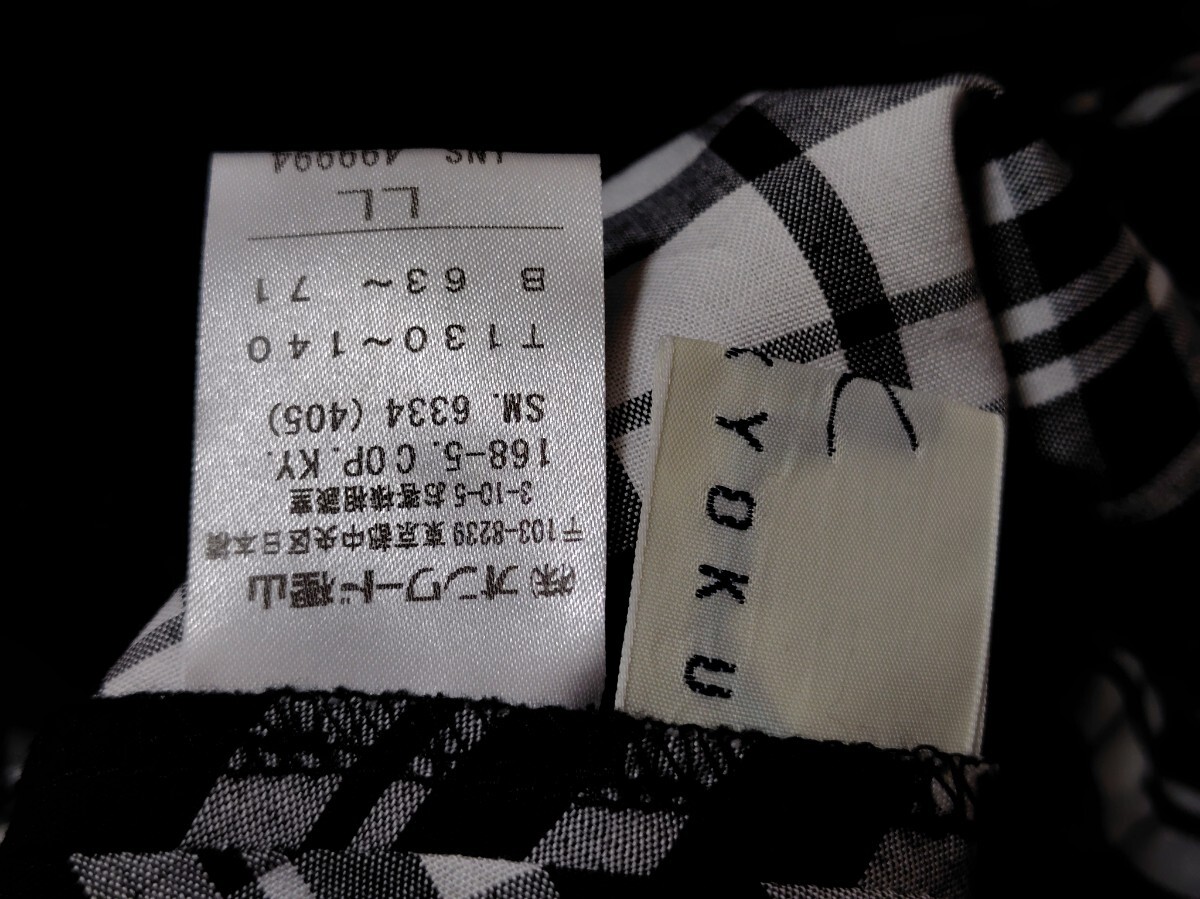 ㈱オンワード樫山
〒103-8239 東京都中央区日本橋
3-10-5 お客様相談室
168-5. COP. KY.
SM. 6334 (405)
T130~140
B 63~71
LL
YOKU